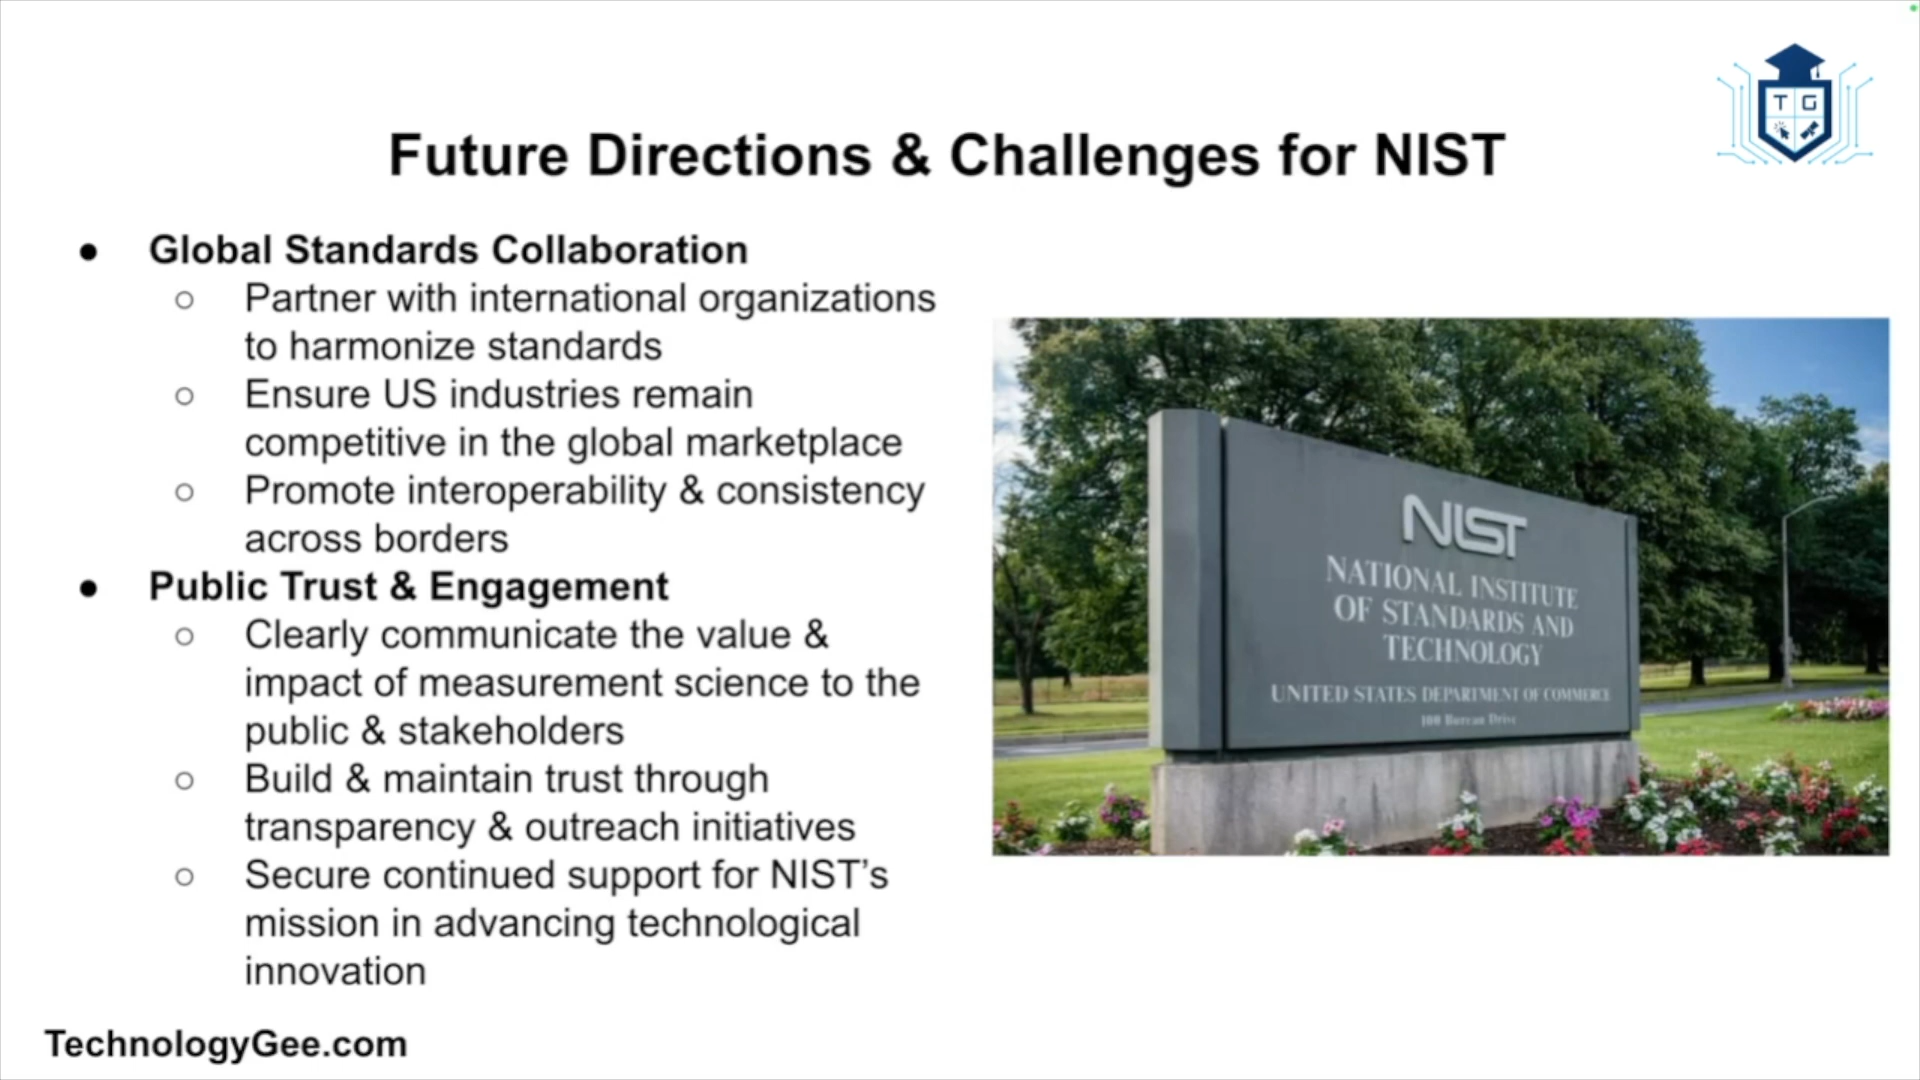 T G
Future Directions & Challenges for NIST
● Global Standards Collaboration
○ Partner with international organizations
to harmonize standards
○ Ensure US industries remain
competitive in the global marketplace
○ Promote interoperability & consistency
across borders
● Public Trust & Engagement
○ Clearly communicate the value &
impact of measurement science to the
public & stakeholders
○ Build & maintain trust through
transparency & outreach initiatives
○ Secure continued support for NIST’s
mission in advancing technological
innovation
NIST
NATIONAL INSTITUTE
OF STANDARDS AND
TECHNOLOGY
UNITED STATES DEPARTMENT OF COMMERCE
100 Bureau Drive
TechnologyGee.com